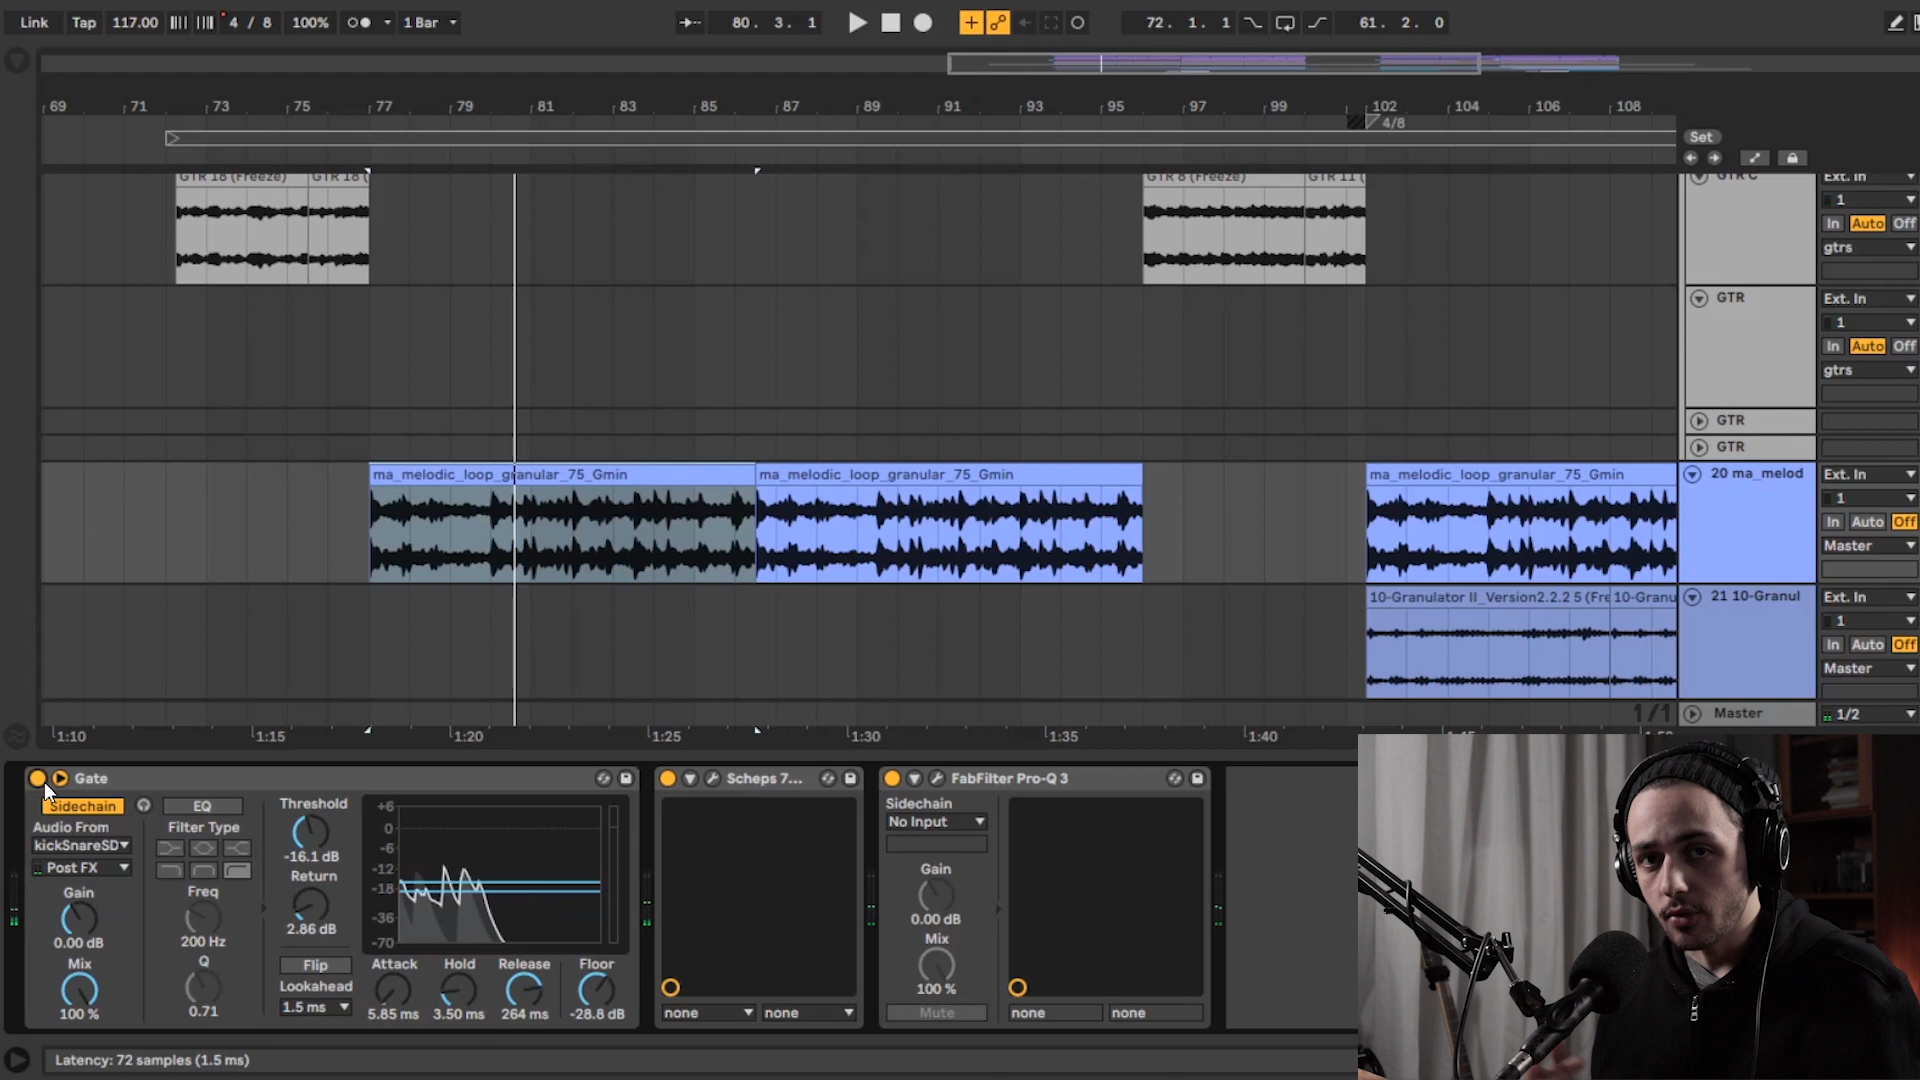 Link Tap 117.00 4 / 8 100% 1 Bar 80. 3. 1 72. 1. 1 61. 2. 0
69 71 73 75 77 79 81 83 85 87 89 91 93 95 97 99 102 104 106 108
4/8
Set
GTR 18 (Freeze) GTR 18 ( GTR 8 (Freeze) GTR 11 ( GTR C Ext. In
1
In Auto Off
gtrs
GTR Ext. In
1
In Auto Off
gtrs
GTR
GTR
ma_melodic_loop_granular_75_Gmin ma_melodic_loop_granular_75_Gmin ma_melodic_loop_granular_75_Gmin 20 ma_melod Ext. In
1
In Auto Off
Master
10-Granulator II_Version2.2.2 5 (Fre 10-Granu 21 10-Granul Ext. In
1
In Auto Off
Master
1/1 Master 1/2
1:10 1:15 1:20 1:25 1:30 1:35 1:40
Gate
Sidechain EQ
Audio From
kickSnareSD
Post FX
Gain
0.00 dB
Mix
100 %
Filter Type
Freq
200 Hz
Q
0.71
Threshold
-16.1 dB
Return
2.86 dB
Flip
Lookahead
1.5 ms
+6
0
-6
-12
-18
-36
-70
Attack Hold Release Floor
5.85 ms 3.50 ms 264 ms -28.8 dB
Scheps 7...
none none
FabFilter Pro-Q 3
Sidechain
No Input
Gain
0.00 dB
Mix
100 %
Mute none none
Latency: 72 samples (1.5 ms)